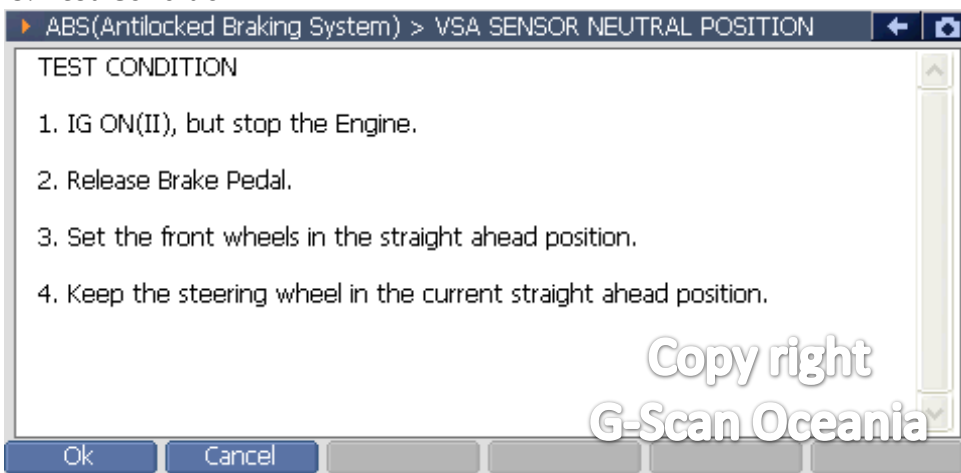 ABS(Antilocked Braking System) > VSA SENSOR NEUTRAL POSITION
TEST CONDITION
1. IG ON(II), but stop the Engine.
2. Release Brake Pedal.
3. Set the front wheels in the straight ahead position.
4. Keep the steering wheel in the current straight ahead position.
Copy right
G-Scan Oceania
Ok Cancel